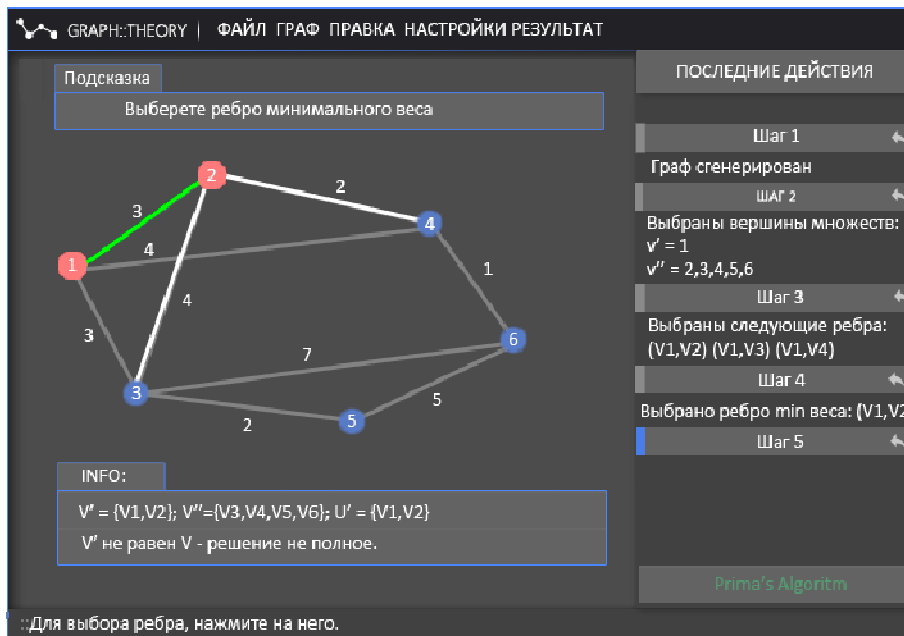 GRAPH::THEORY | ФАЙЛ ГРАФ ПРАВКА НАСТРОЙКИ РЕЗУЛЬТАТ
Подсказка
Выберете ребро минимального веса
2
2
3
4
4
1
4
1
3
6
7
3
5
5
2
INFO:
V' = {V1,V2}; V''={V3,V4,V5,V6}; U' = {V1,V2}
V' не равен V - решение не полное.
ПОСЛЕДНИЕ ДЕЙСТВИЯ
Шаг 1
Граф сгенерирован
ШАГ 2
Выбраны вершины множеств:
v' = 1
v'' = 2,3,4,5,6
Шаг 3
Выбраны следующие ребра:
(V1,V2) (V1,V3) (V1,V4)
Шаг 4
Выбрано ребро min веса: (V1,V2
Шаг 5
Prima's Algoritm
::Для выбора ребра, нажмите на него.